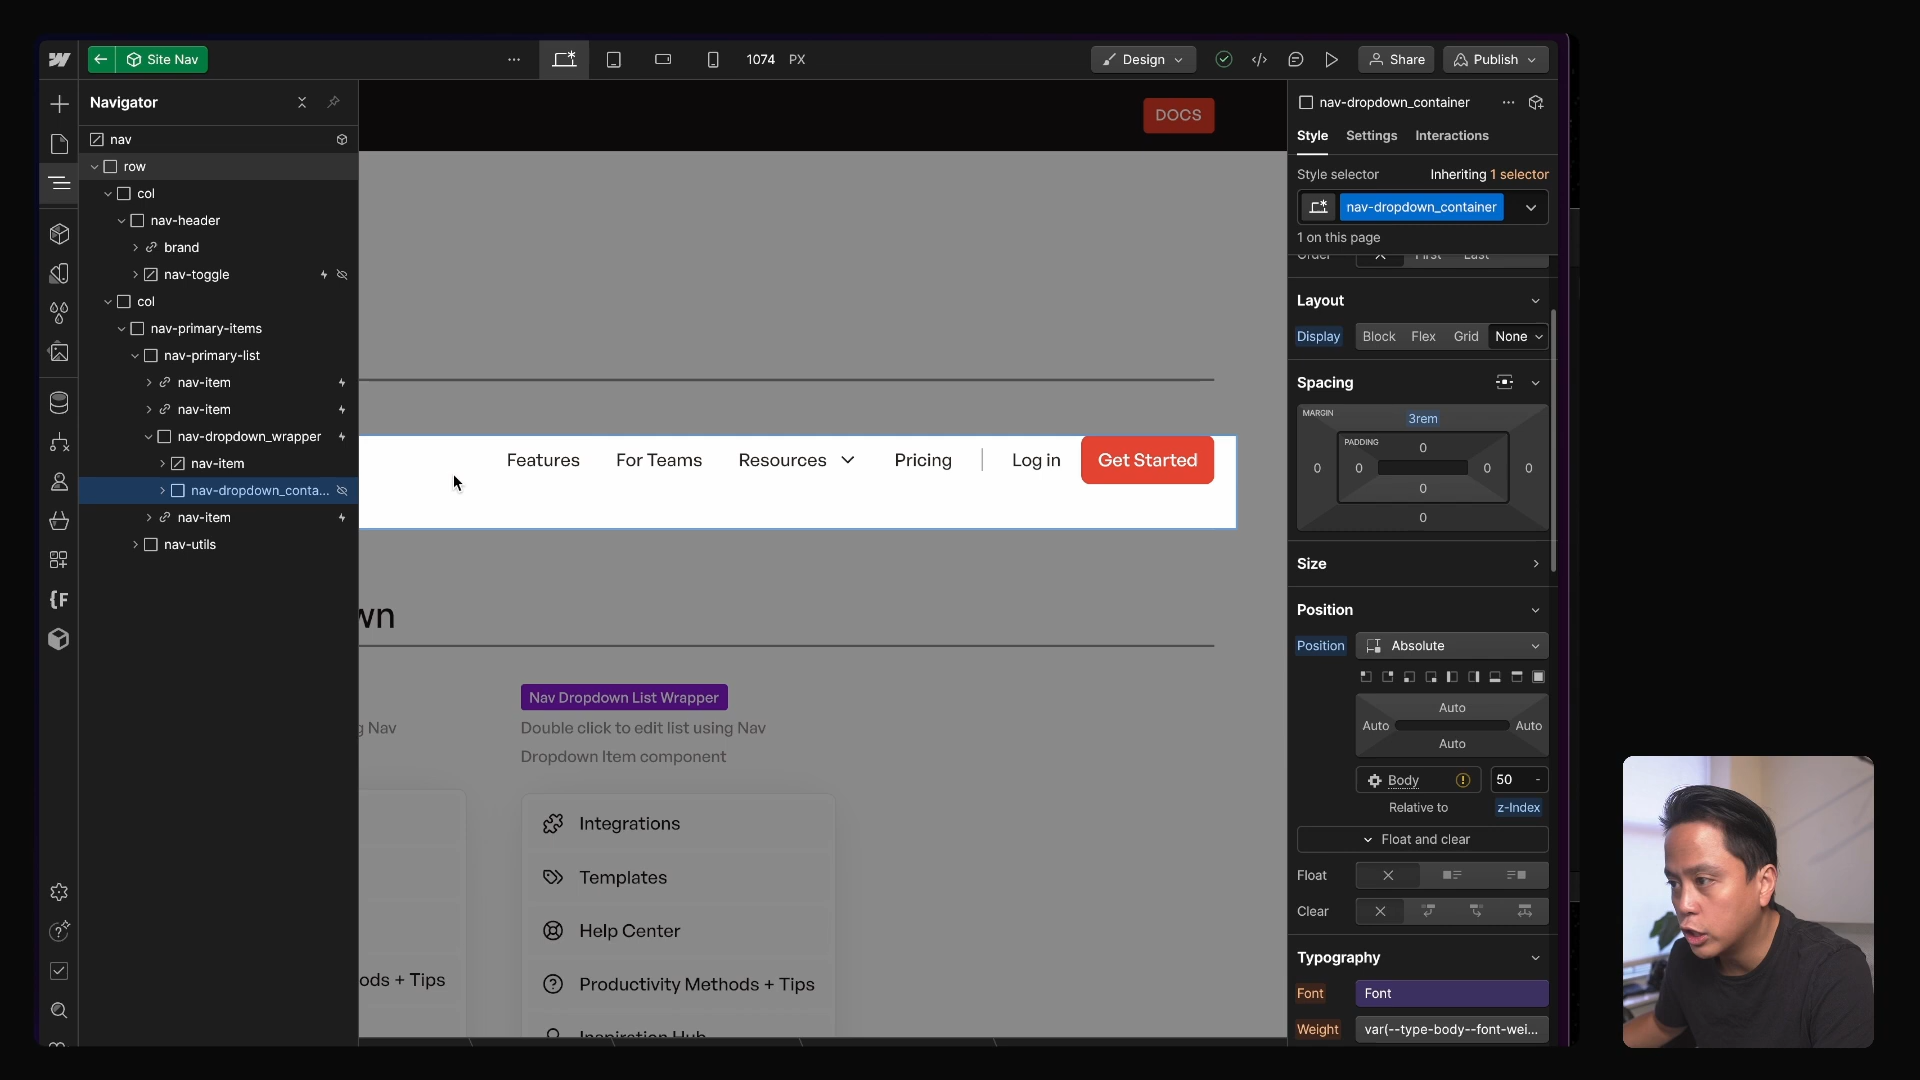 Site Nav
1074 PX
Design
Share
Publish
Navigator
nav
row
col
nav-header
brand
nav-toggle
col
nav-primary-items
nav-primary-list
nav-item
nav-item
nav-dropdown_wrapper
nav-item
nav-dropdown_conta...
nav-item
nav-utils
DOCS
Features
For Teams
Resources
Pricing
Log in
Get Started
wn
g Nav
Nav Dropdown List Wrapper
Double click to edit list using Nav
Dropdown Item component
Integrations
Templates
Help Center
Productivity Methods + Tips
ods + Tips
Inspiration Hub
nav-dropdown_container
Style
Settings
Interactions
Style selector
Inheriting 1 selector
nav-dropdown_container
1 on this page
Order
First
Last
Layout
Display
Block
Flex
Grid
None
Spacing
MARGIN
3rem
PADDING
0
0
0
0
0
0
0
Size
Position
Position
Absolute
Auto
Auto
Auto
Auto
Body
50
-
Relative to
z-Index
Float and clear
Float
Clear
Typography
Font
Font
Weight
var(--type-body--font-wei...